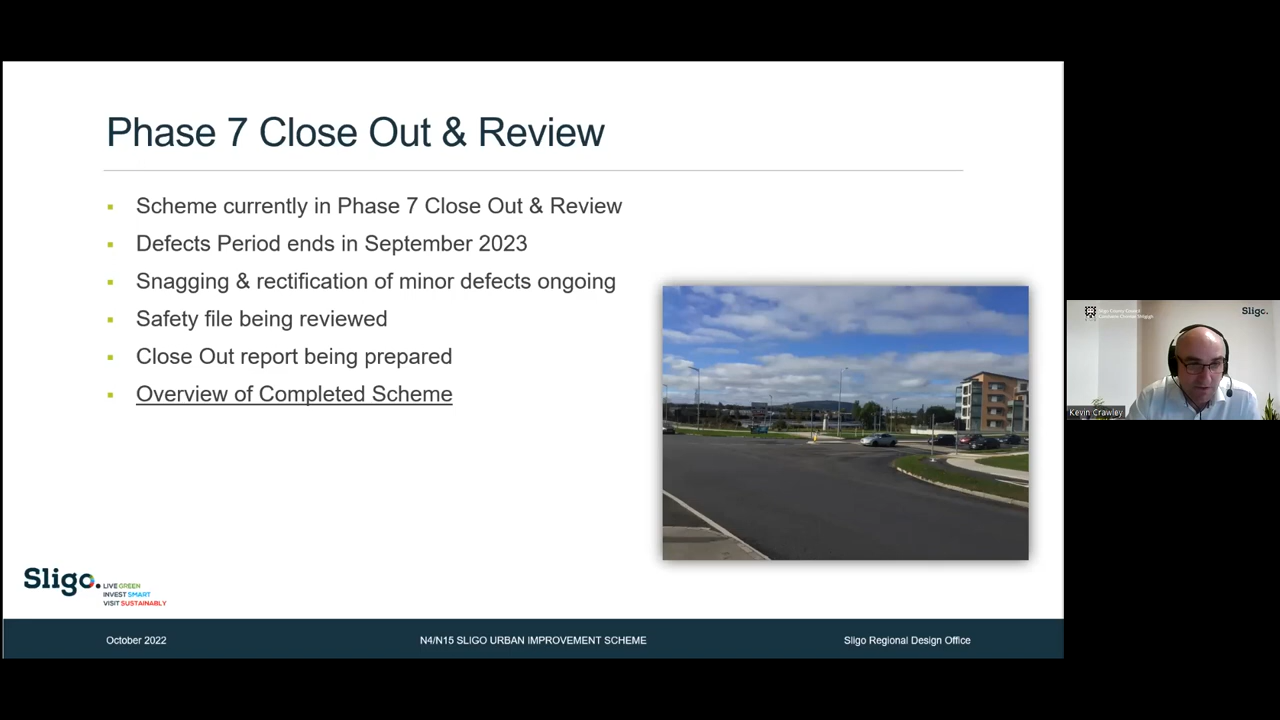 Phase 7 Close Out & Review
Scheme currently in Phase 7 Close Out & Review
Defects Period ends in September 2023
Snagging & rectification of minor defects ongoing
Safety file being reviewed
Close Out report being prepared
Overview of Completed Scheme
Sligo.
LIVE GREEN
INVEST SMART
VISIT SUSTAINABLY
October 2022
N4/N15 SLIGO URBAN IMPROVEMENT SCHEME
Sligo Regional Design Office
Sligo County Council
Sligo.
Kevin Crawley